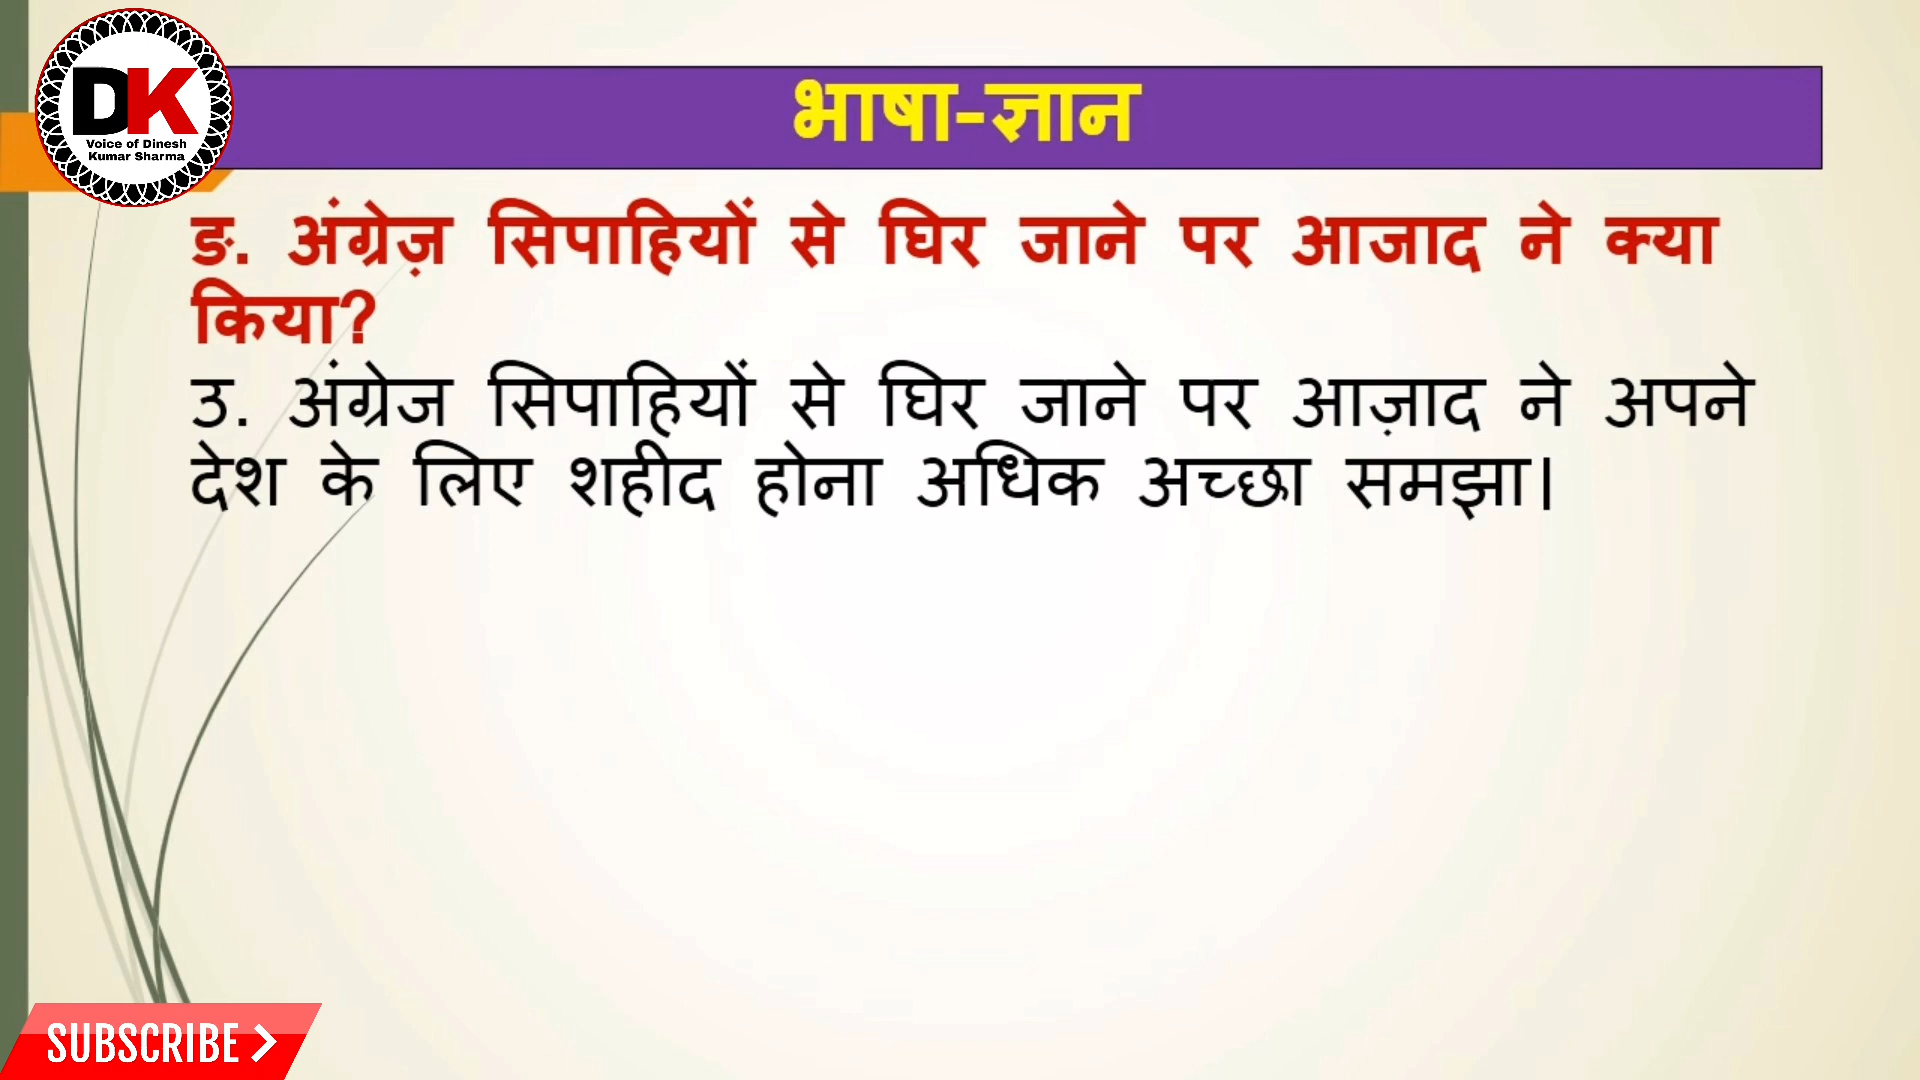 DK
Voice of Dinesh
Kumar Sharma
भाषा-ज्ञान
ङ. अंग्रेज़ सिपाहियों से घिर जाने पर आजाद ने क्या
किया?
उ. अंग्रेज सिपाहियों से घिर जाने पर आज़ाद ने अपने
देश के लिए शहीद होना अधिक अच्छा समझा।
SUBSCRIBE